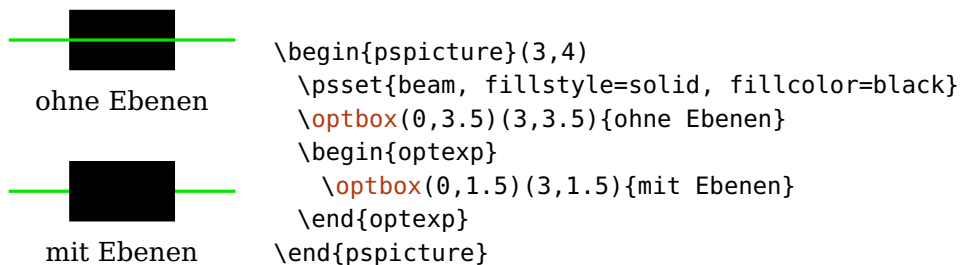 ohne Ebenen
mit Ebenen
\begin{pspicture}(3,4)
  \psset{beam, fillstyle=solid, fillcolor=black}
  \optbox(0,3.5)(3,3.5){ohne Ebenen}
  \begin{optexp}
    \optbox(0,1.5)(3,1.5){mit Ebenen}
  \end{optexp}
\end{pspicture}